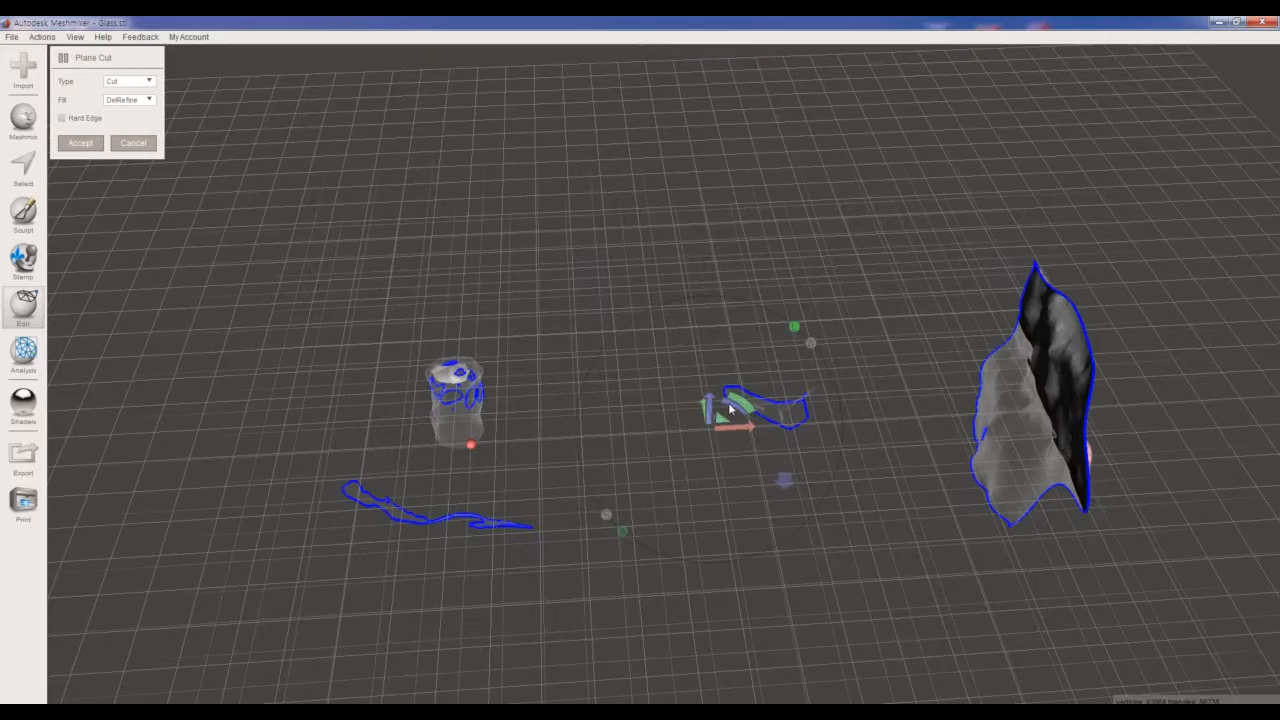 Autodesk Meshmixer - Glass.stl
File Actions View Help Feedback My Account
Plane Cut
Type Cut
Fill DelRefine
Hard Edge
Accept Cancel
Import
Meshmix
Select
Sculpt
Stamp
Edit
Analysis
Shaders
Export
Print